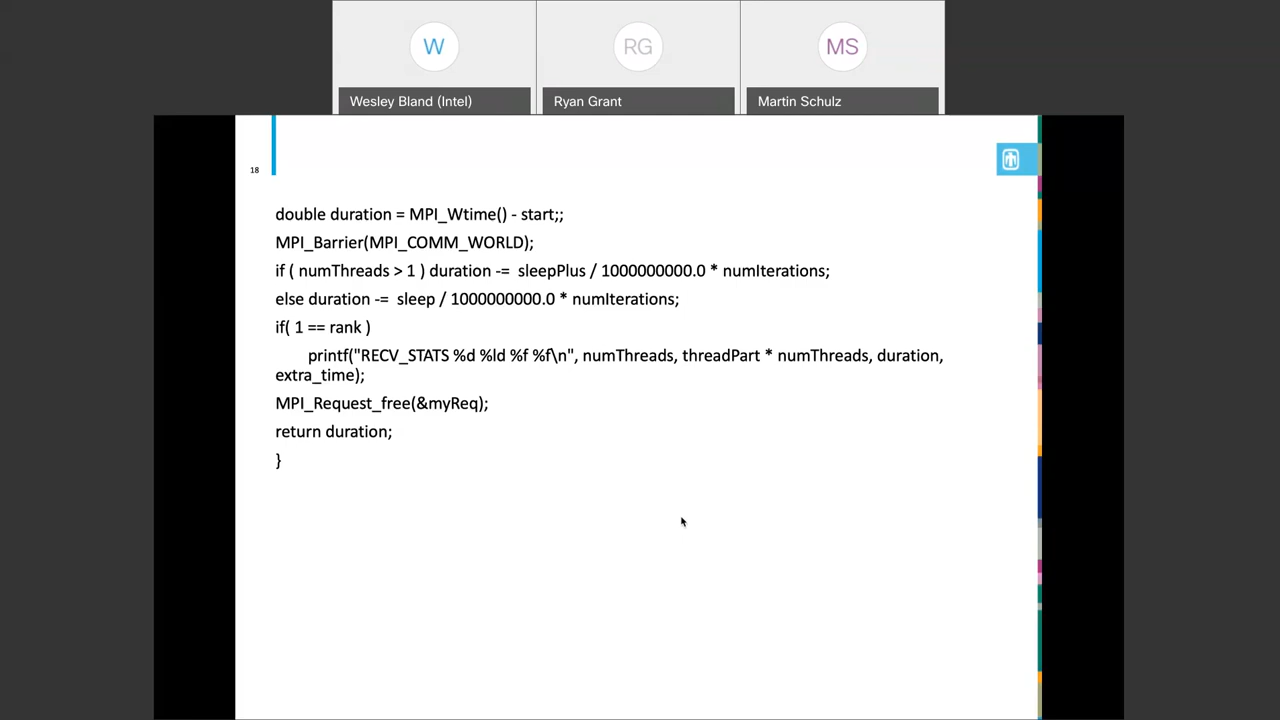 W
RG
MS
Wesley Bland (Intel)
Ryan Grant
Martin Schulz
18
double duration = MPI_Wtime() - start;;
MPI_Barrier(MPI_COMM_WORLD);
if ( numThreads > 1 ) duration -=  sleepPlus / 1000000000.0 * numIterations;
else duration -=  sleep / 1000000000.0 * numIterations;
if( 1 == rank )
printf("RECV_STATS %d %ld %f %f\n", numThreads, threadPart * numThreads, duration,
extra_time);
MPI_Request_free(&myReq);
return duration;
}